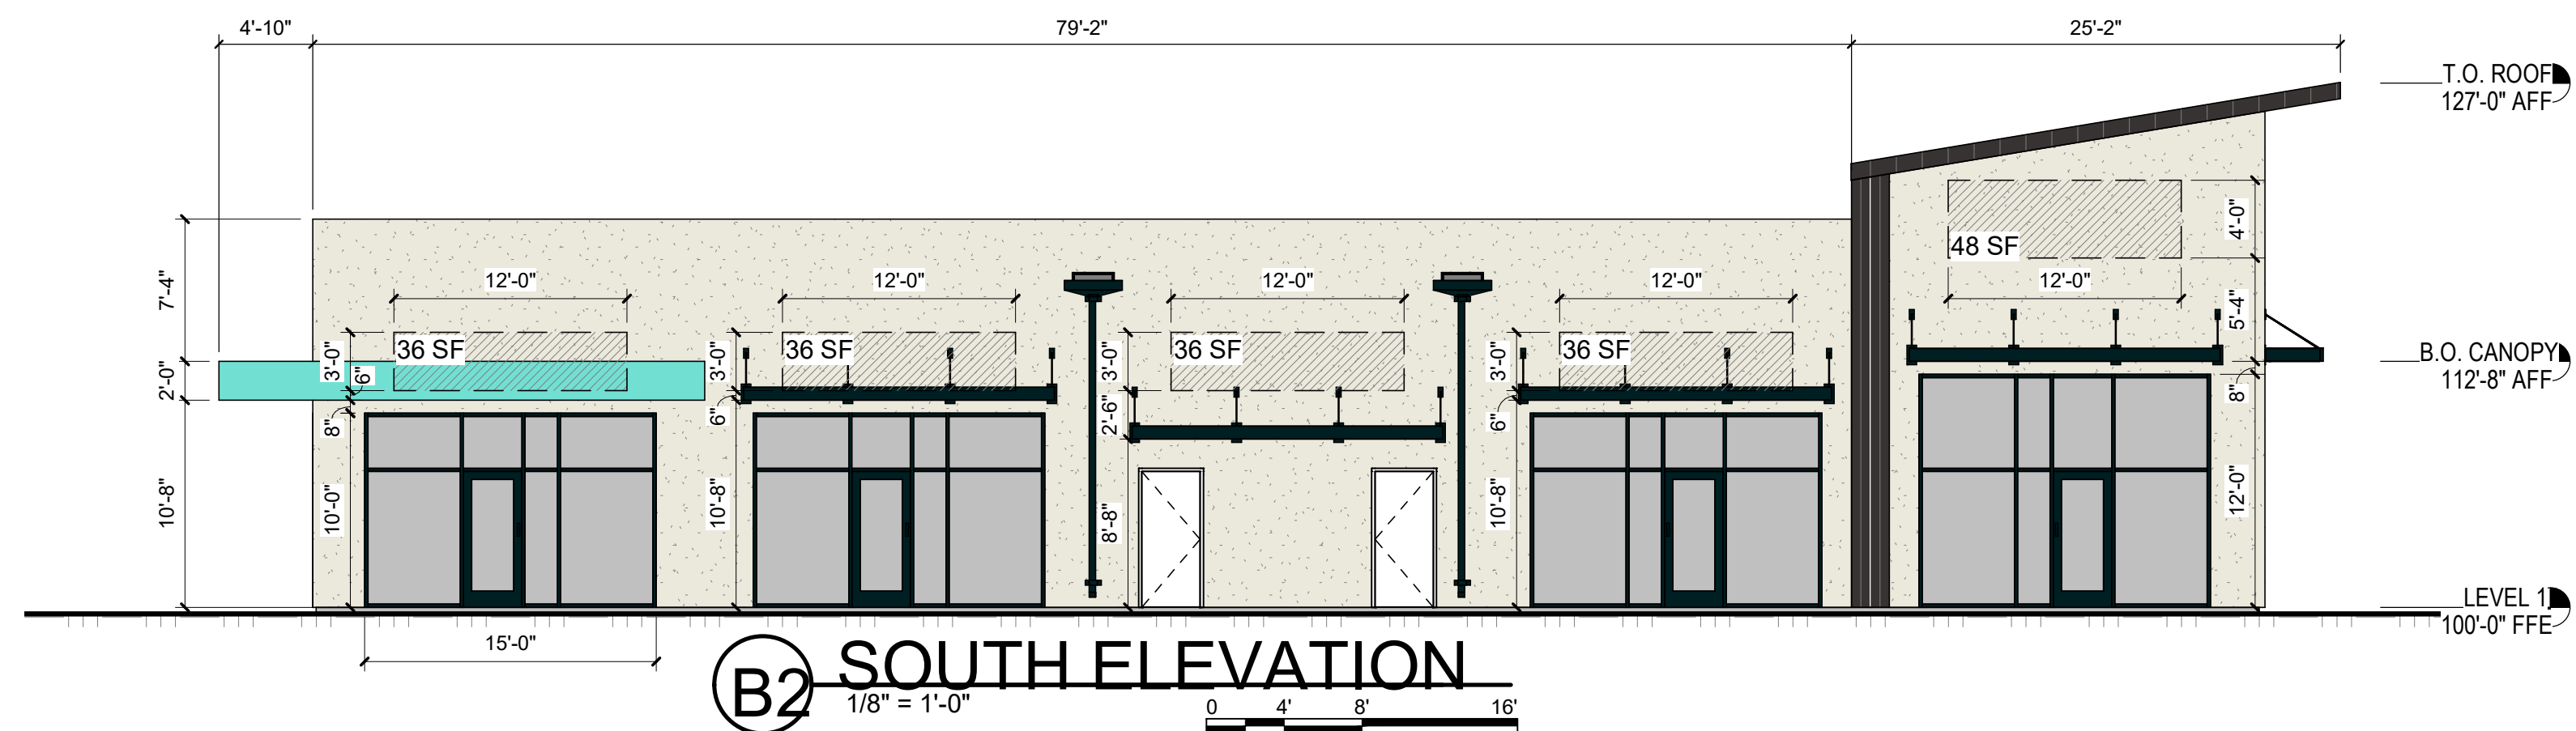 4'-10"
79'-2"
25'-2"
T.O. ROOF
127'-0" AFF
7'-4"
2'-0"
10'-8"
12'-0"
36 SF
3'-0"
6"
8"
10'-0"
15'-0"
12'-0"
36 SF
3'-0"
6"
10'-8"
12'-0"
36 SF
3'-0"
2'-6"
8'-8"
12'-0"
36 SF
3'-0"
6"
10'-8"
48 SF
12'-0"
4'-0"
5'-4"
8"
12'-0"
B.O. CANOPY
112'-8" AFF
LEVEL 1
100'-0" FFE
B2
SOUTH ELEVATION
1/8" = 1'-0"
0 4' 8' 16'